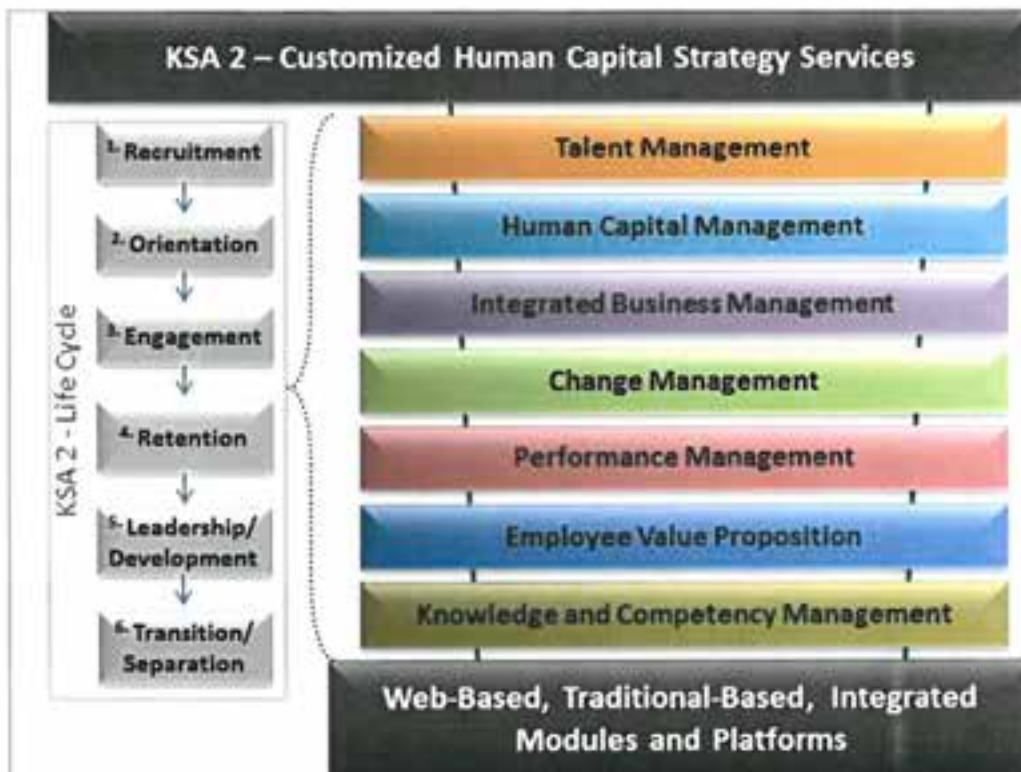 KSA 2 – Customized Human Capital Strategy Services
KSA 2 - Life Cycle
1. Recruitment
2. Orientation
3. Engagement
4. Retention
5. Leadership/
Development
6. Transition/
Separation
Talent Management
Human Capital Management
Integrated Business Management
Change Management
Performance Management
Employee Value Proposition
Knowledge and Competency Management
Web-Based, Traditional-Based, Integrated
Modules and Platforms